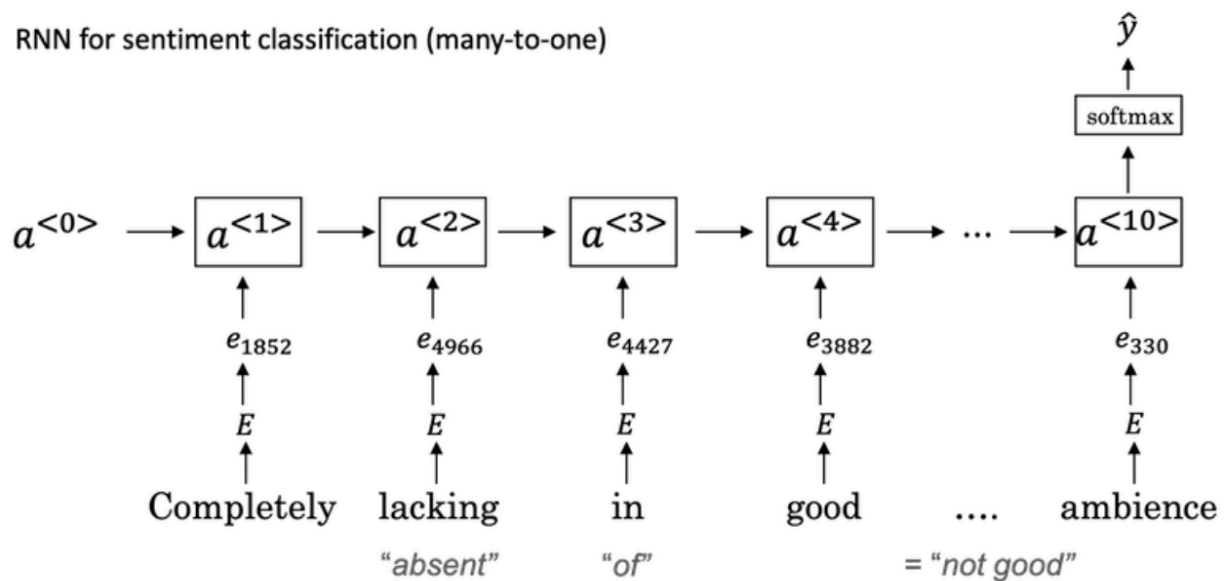 RNN for sentiment classification (many-to-one)
ŷ
softmax
a<0> a<1> a<2> a<3> a<4> ... a<10>
e1852 e4966 e4427 e3882 e330
E E E E E
Completely lacking in good .... ambience
"absent" "of" = "not good"